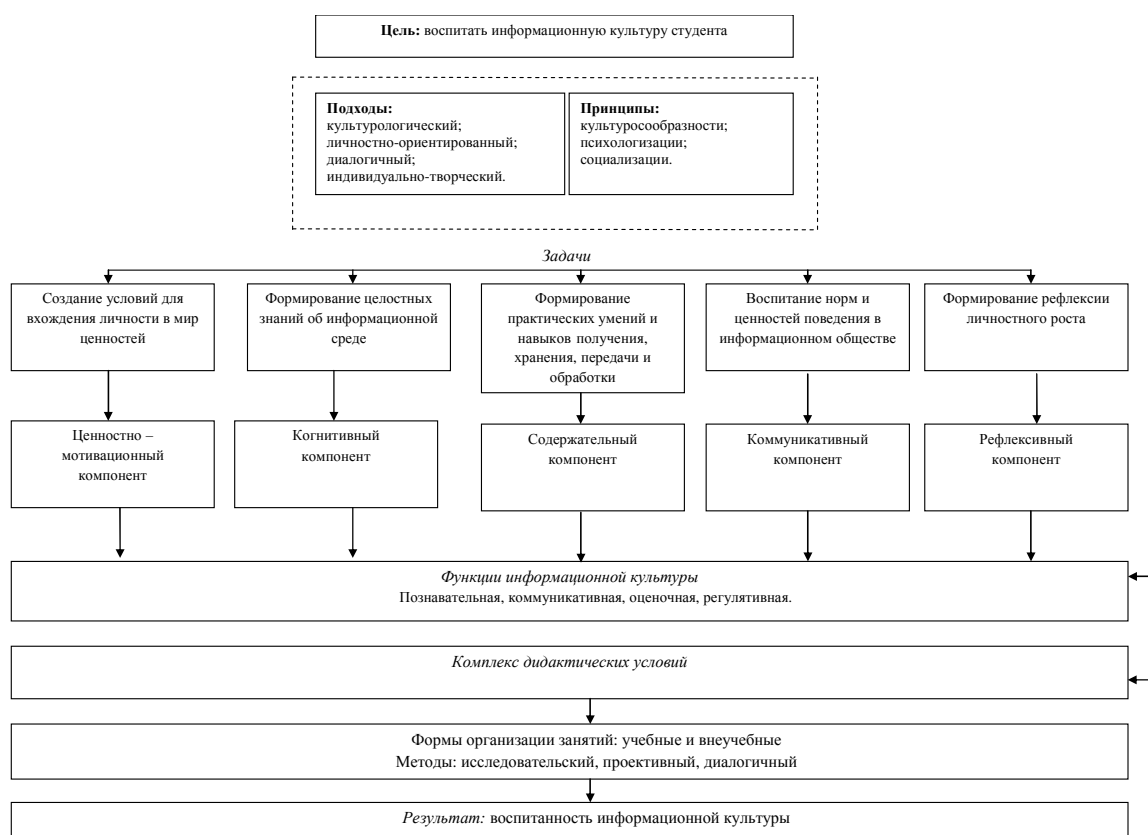 Цель: воспитать информационную культуру студента
Подходы:
культурологический;
личностно-ориентированный;
диалогичный;
индивидуально-творческий.
Принципы:
культуросообразности;
психологизации;
социализации.
Задачи
Создание условий для
вхождения личности в мир
ценностей
Формирование целостных
знаний об информационной
среде
Формирование
практических умений и
навыков получения,
хранения, передачи и
обработки
Воспитание норм и
ценностей поведения в
информационном обществе
Формирование рефлексии
личностного роста
Ценностно –
мотивационный
компонент
Когнитивный
компонент
Содержательный
компонент
Коммуникативный
компонент
Рефлексивный
компонент
Функции информационной культуры
Познавательная, коммуникативная, оценочная, регулятивная.
Комплекс дидактических условий
Формы организации занятий: учебные и внеучебные
Методы: исследовательский, проективный, диалогичный
Результат: воспитанность информационной культуры